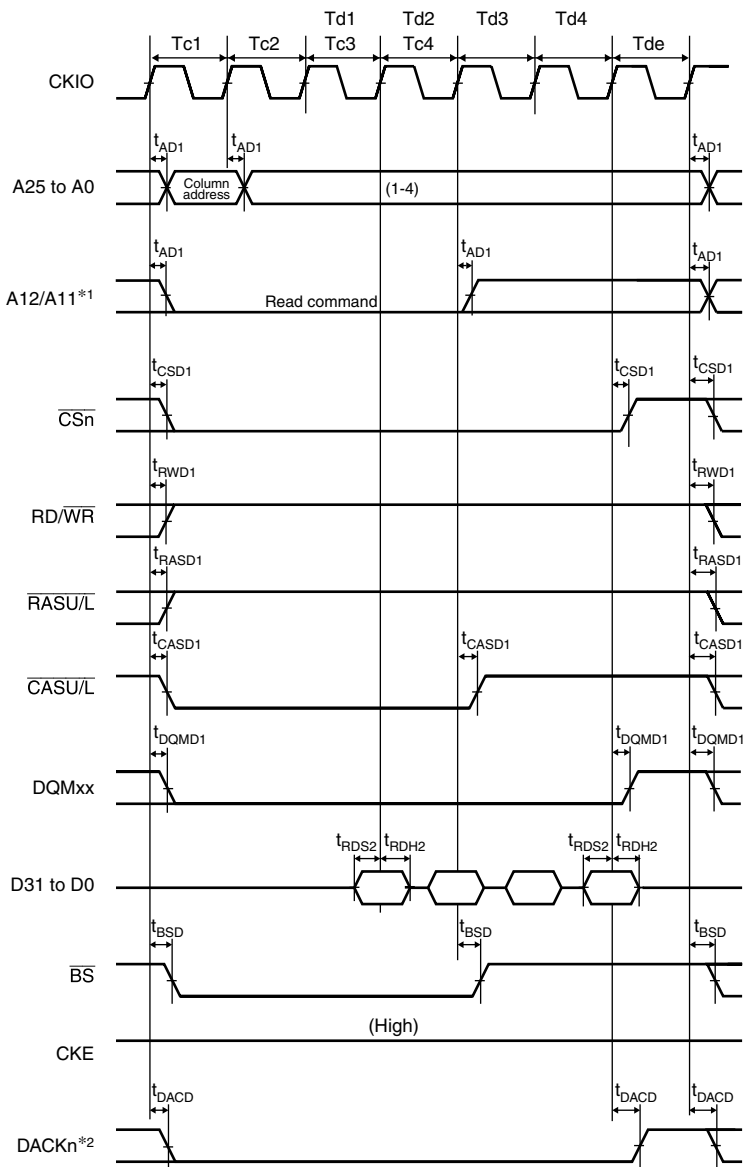 Td1 Td2 Td3 Td4
Tc1 Tc2 Tc3 Tc4 Tde
CKIO
tAD1 tAD1 tAD1
A25 to A0 Column address (1-4)
tAD1 tAD1 tAD1
A12/A11*1 Read command
tCSD1 tCSD1 tCSD1
CSn
tRWD1 tRWD1
RD/WR
tRASD1 tRASD1
RASU/L
tCASD1 tCASD1 tCASD1
CASU/L
tDQMD1 tDQMD1 tDQMD1
DQMxx
tRDS2 tRDH2 tRDS2 tRDH2
D31 to D0
tBSD tBSD tBSD
BS
(High)
CKE
tDACD tDACD tDACD
DACKn*2